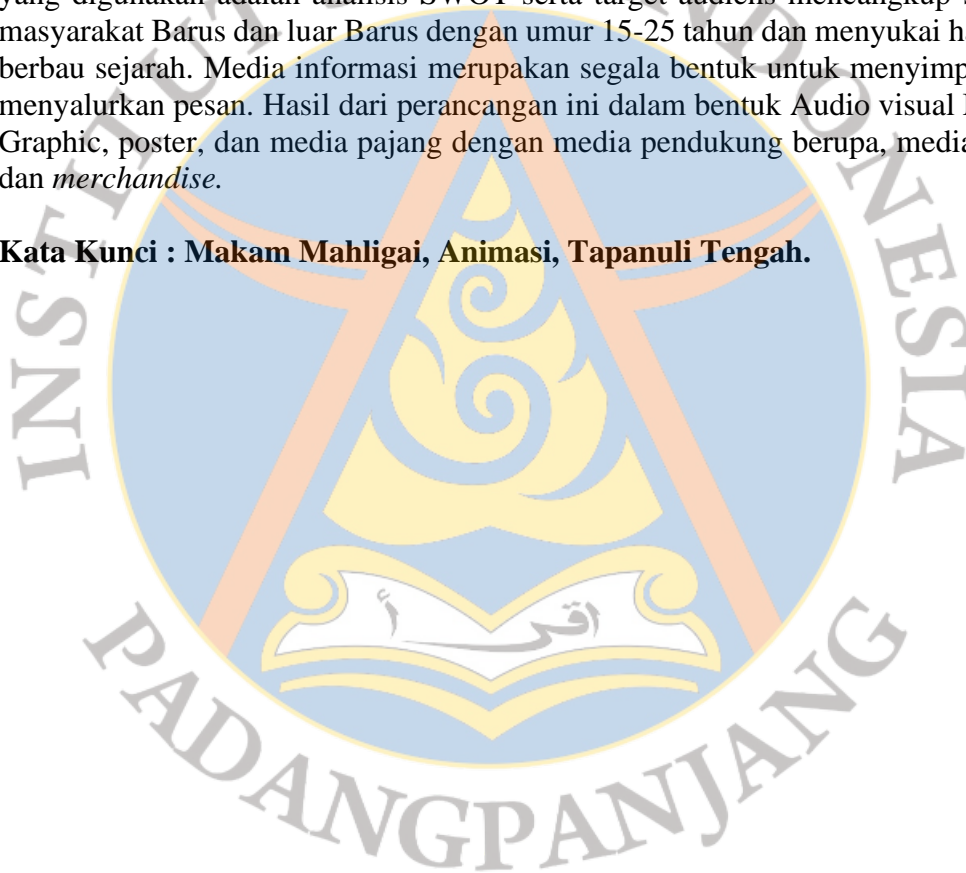 yang digunakan adalah analisis SWOT serta target audiens mencangkup
masyarakat Barus dan luar Barus dengan umur 15-25 tahun dan menyukai
berbau sejarah. Media informasi merupakan segala bentuk untuk menyimp
menyalurkan pesan. Hasil dari perancangan ini dalam bentuk Audio visual
Graphic, poster, dan media pajang dengan media pendukung berupa, media
dan merchandise.
Kata Kunci : Makam Mahligai, Animasi, Tapanuli Tengah.
INSTITU
DONESIA
اقرأ
PADANGPANJANG